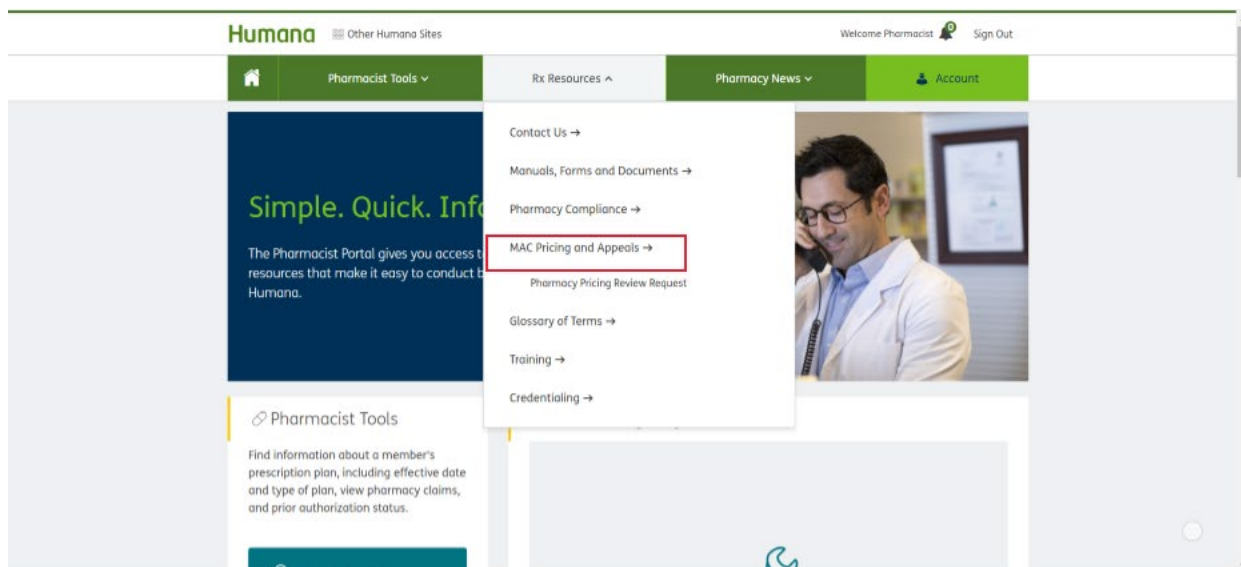 Humana
Other Humana Sites
Welcome Pharmacist
0
Sign Out
Pharmacist Tools
Rx Resources
Pharmacy News
Account
Contact Us →
Manuals, Forms and Documents →
Pharmacy Compliance →
MAC Pricing and Appeals →
Pharmacy Pricing Review Request
Glossary of Terms →
Training →
Credentialing →
Simple. Quick. Info
The Pharmacist Portal gives you access t
resources that make it easy to conduct b
Humana.
Pharmacist Tools
Find information about a member's
prescription plan, including effective date
and type of plan, view pharmacy claims,
and prior authorization status.